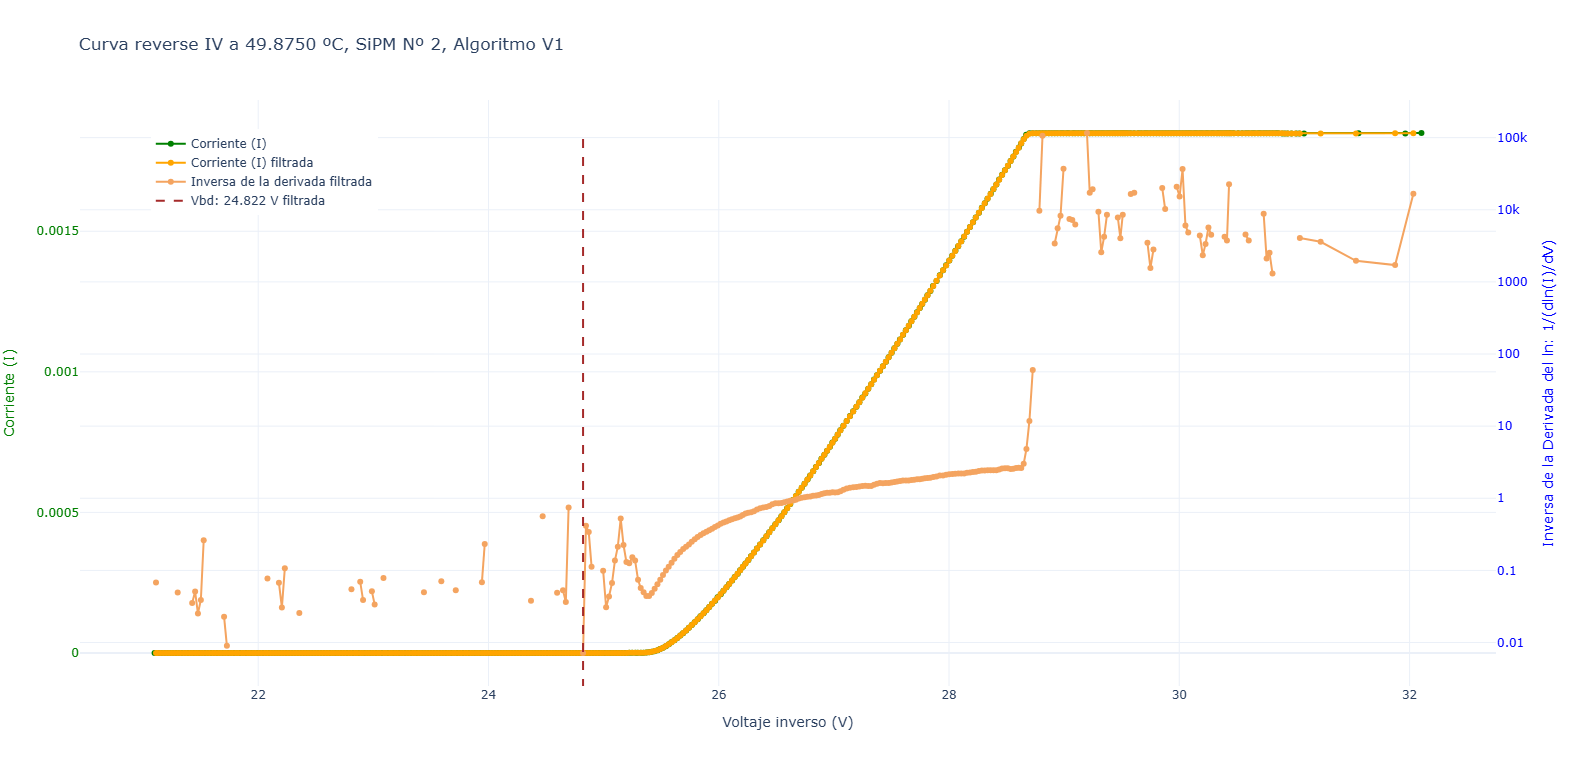 Curva reverse IV a 49.8750 ºC, SiPM Nº 2, Algoritmo V1
Corriente (I)
Corriente (I) filtrada
Inversa de la derivada filtrada
Vbd: 24.822 V filtrada
0.0015
0.001
0.0005
0
Corriente (I)
100k
10k
1000
100
10
1
0.1
0.01
Inversa de la Derivada del ln: 1/(dln(I)/dV)
22
24
26
28
30
32
Voltaje inverso (V)